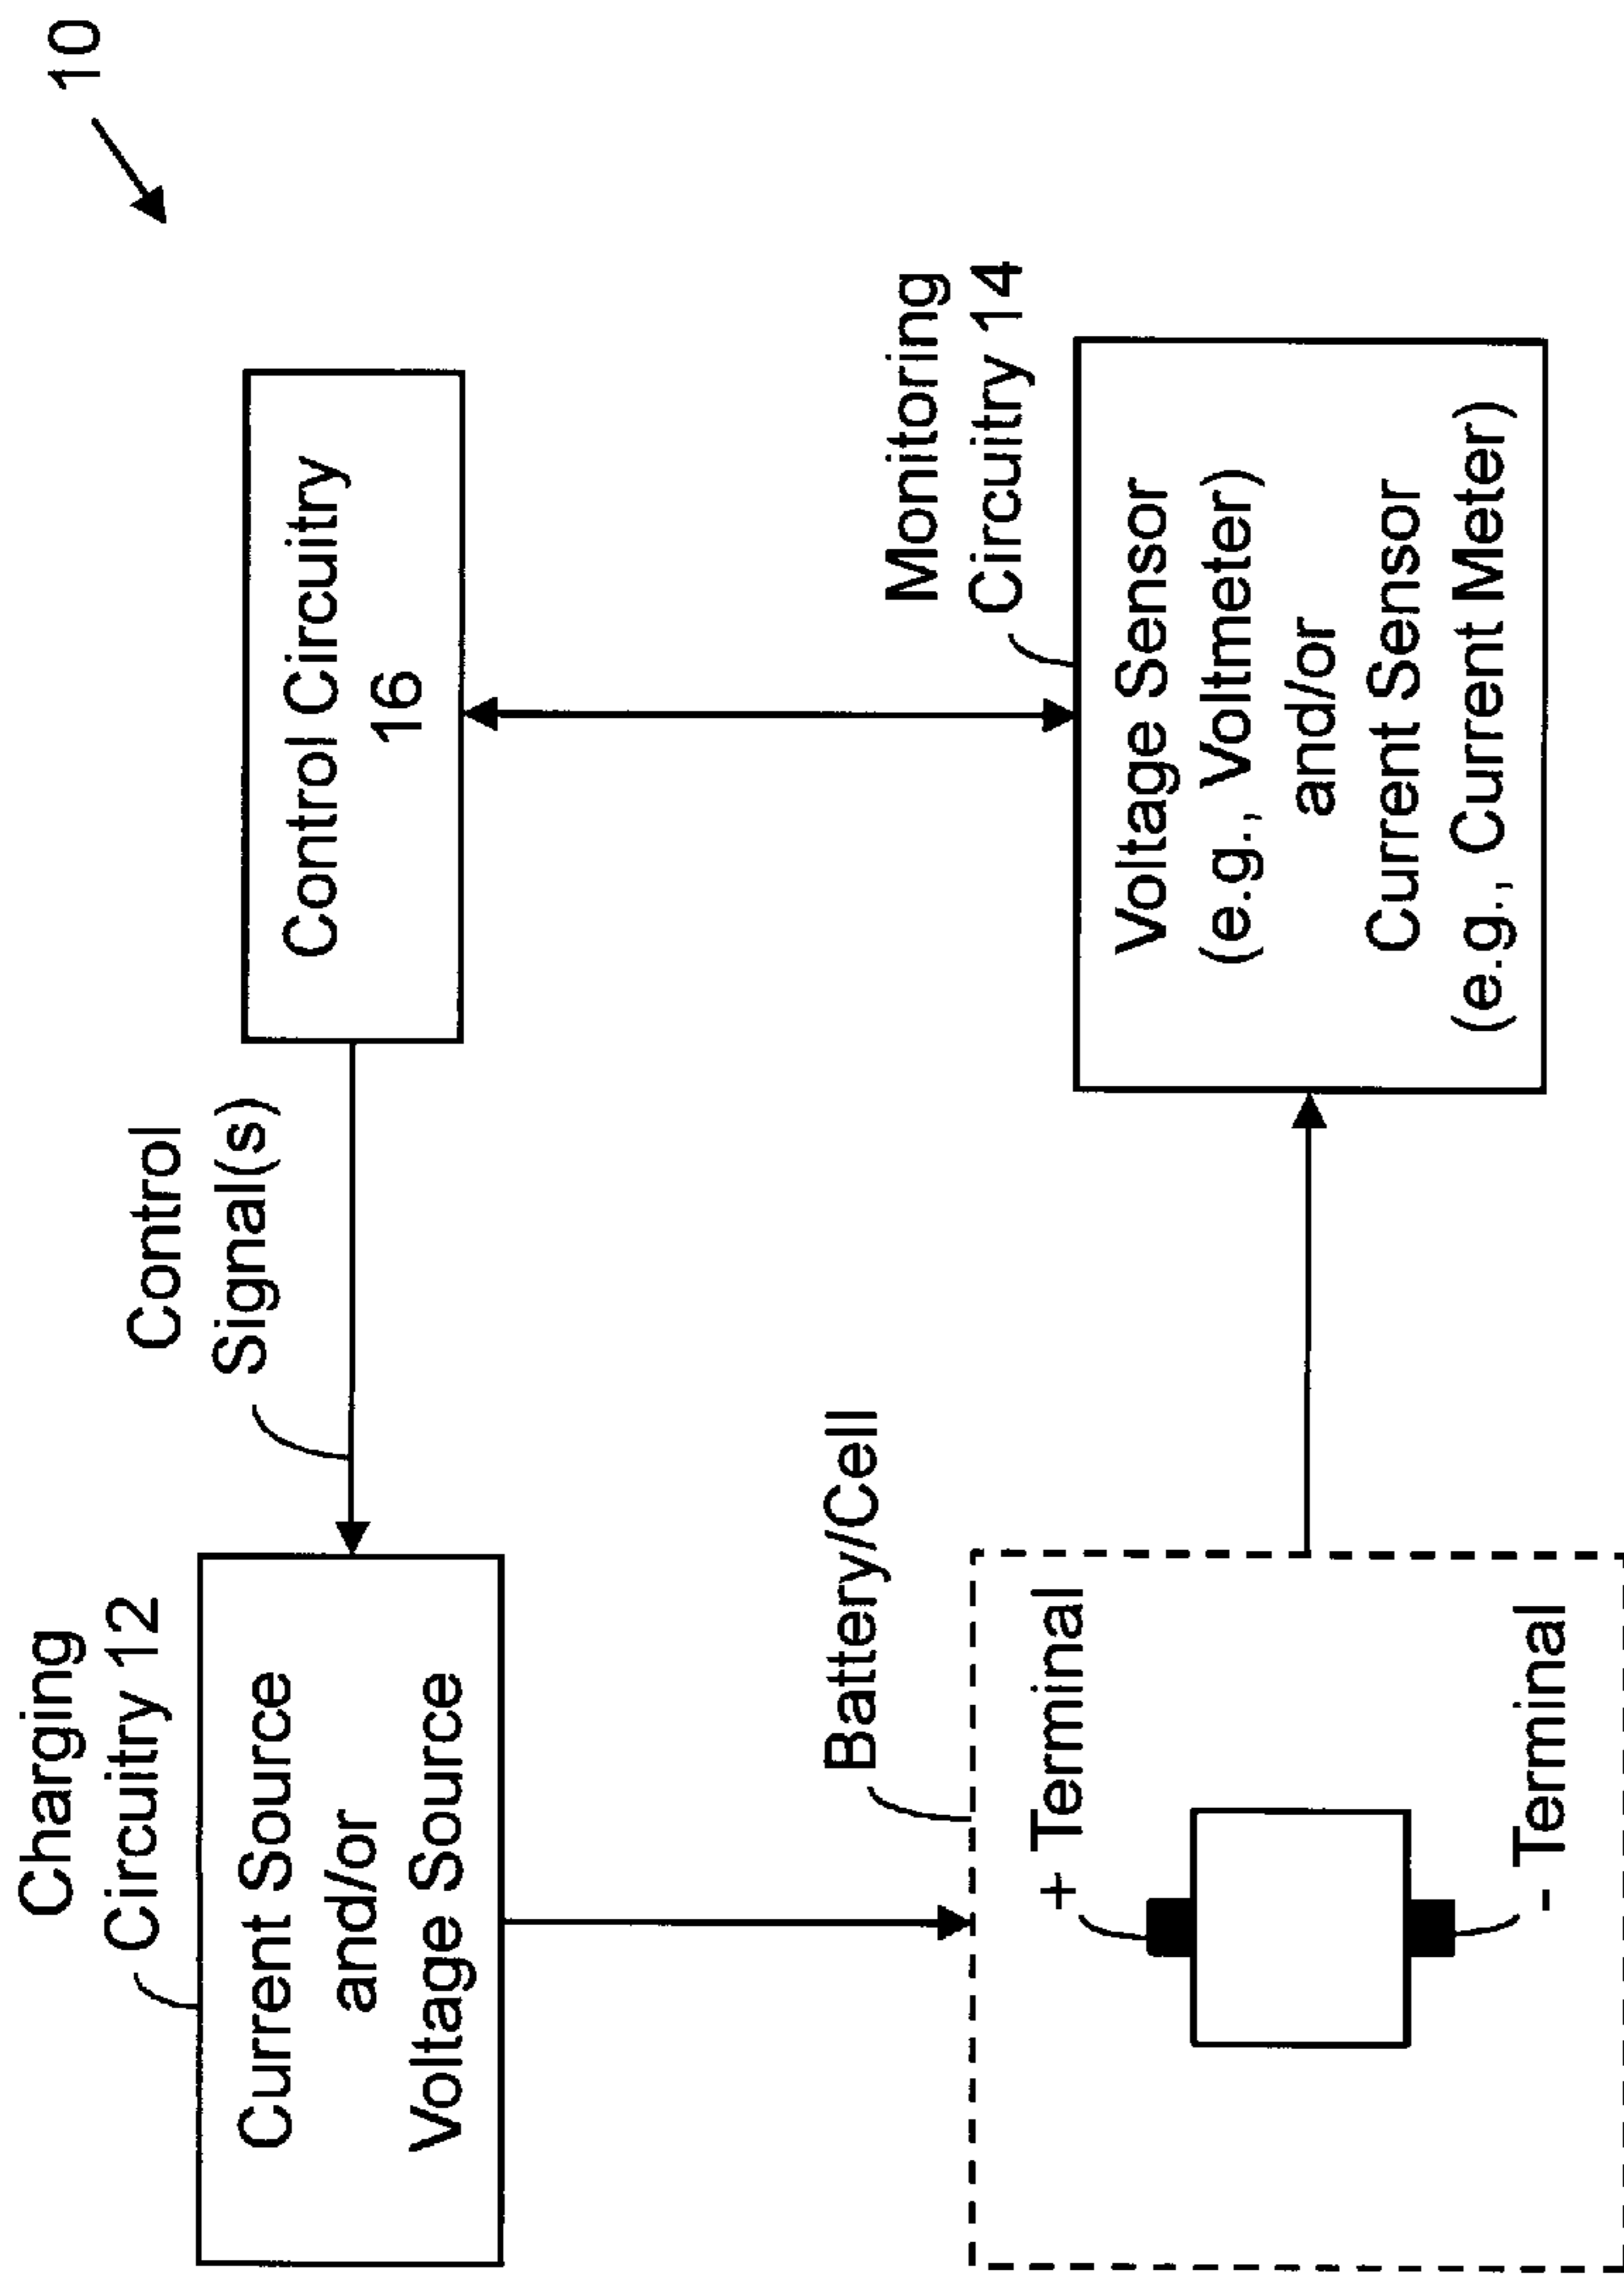 10
Charging
Circuitry 12
Current Source
and/or
Voltage Source
Control
Signal(s)
Control Circuitry
16
Battery/Cell
+ Terminal
- Terminal
Monitoring
Circuitry 14
Voltage Sensor
(e.g., Voltmeter)
and/or
Current Sensor
(e.g., Current Meter)